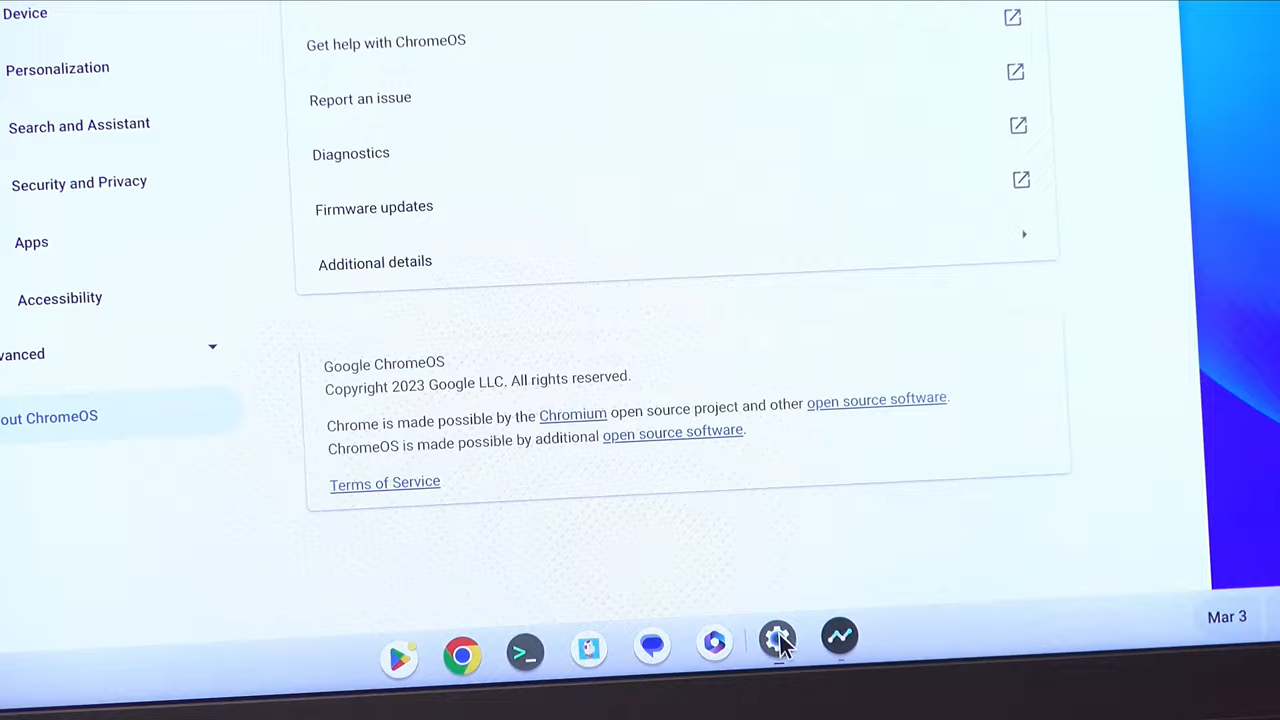 Device
Personalization
Search and Assistant
Security and Privacy
Apps
Accessibility
vanced
out ChromeOS
Get help with ChromeOS
Report an issue
Diagnostics
Firmware updates
Additional details
Google ChromeOS
Copyright 2023 Google LLC. All rights reserved.
Chrome is made possible by the Chromium open source project and other open source software.
ChromeOS is made possible by additional open source software.
Terms of Service
>_
Mar 3